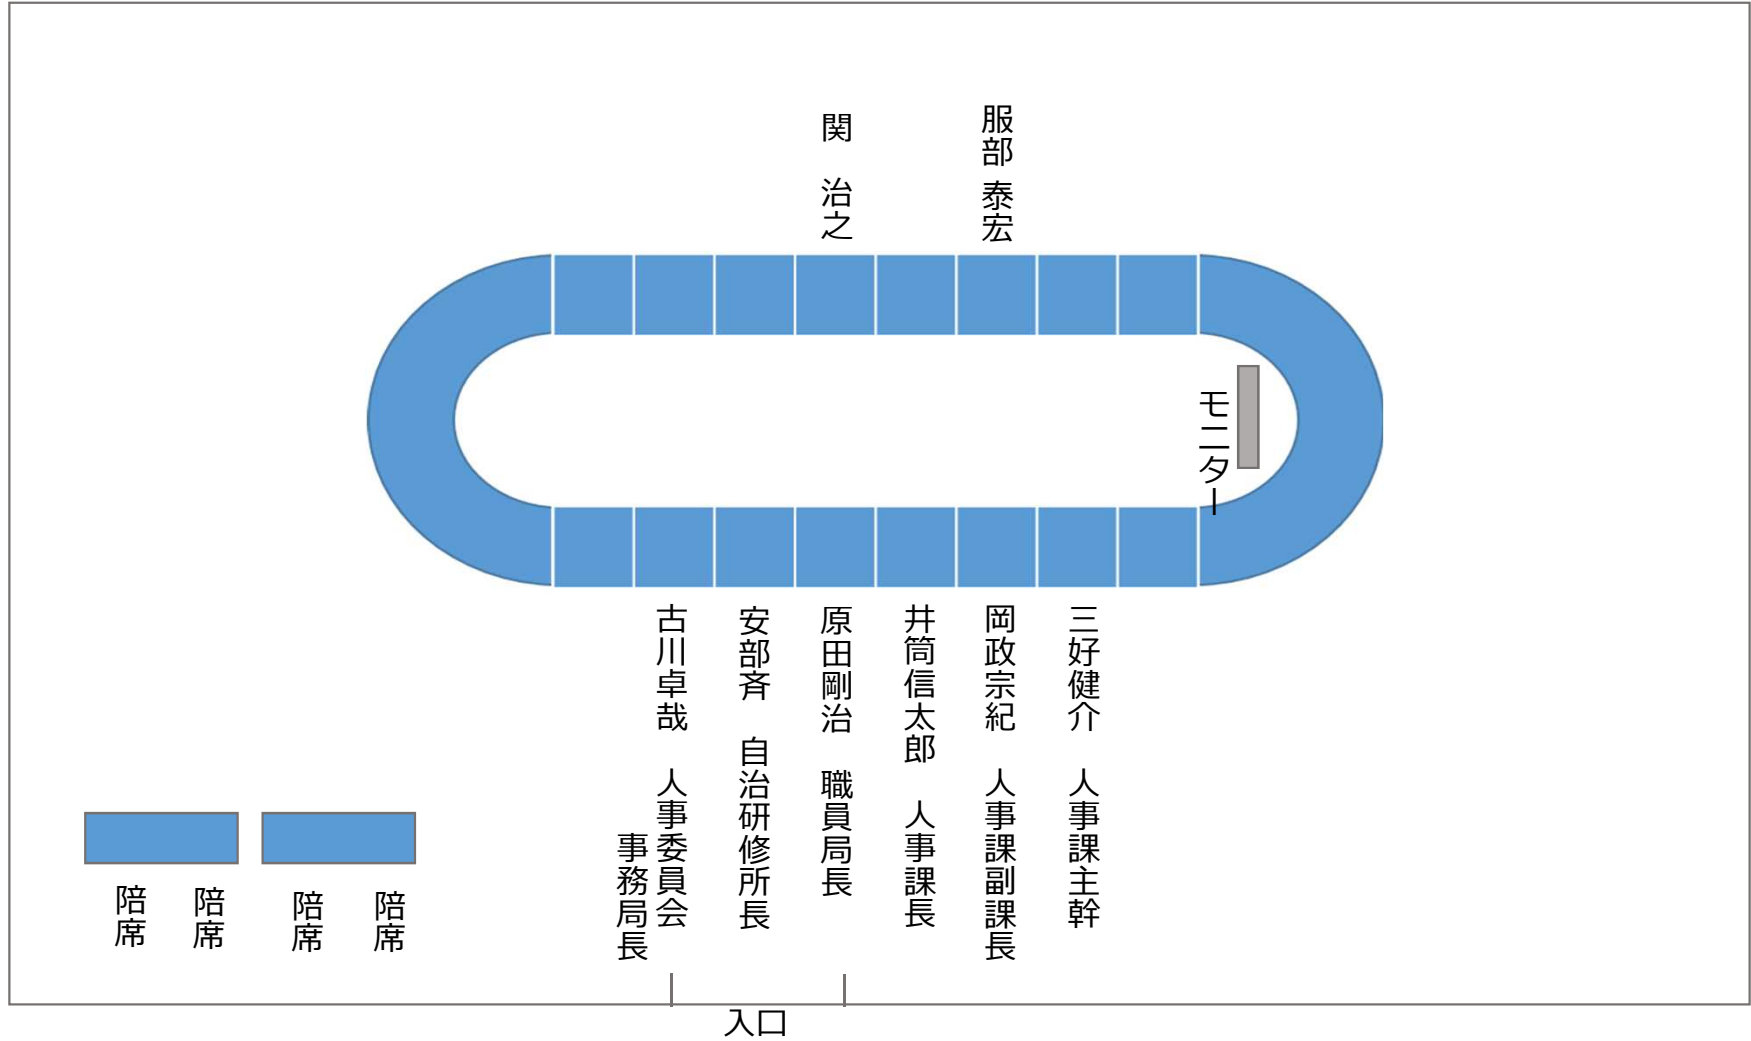 関　治之
服部 泰宏
モニター
古川卓哉　人事委員会
事務局長
安部斉　自治研修所長
原田剛治　職員局長
井筒信太郎　人事課長
岡政宗紀　人事課副課長
三好健介　人事課主幹
陪席
陪席
陪席
陪席
入口